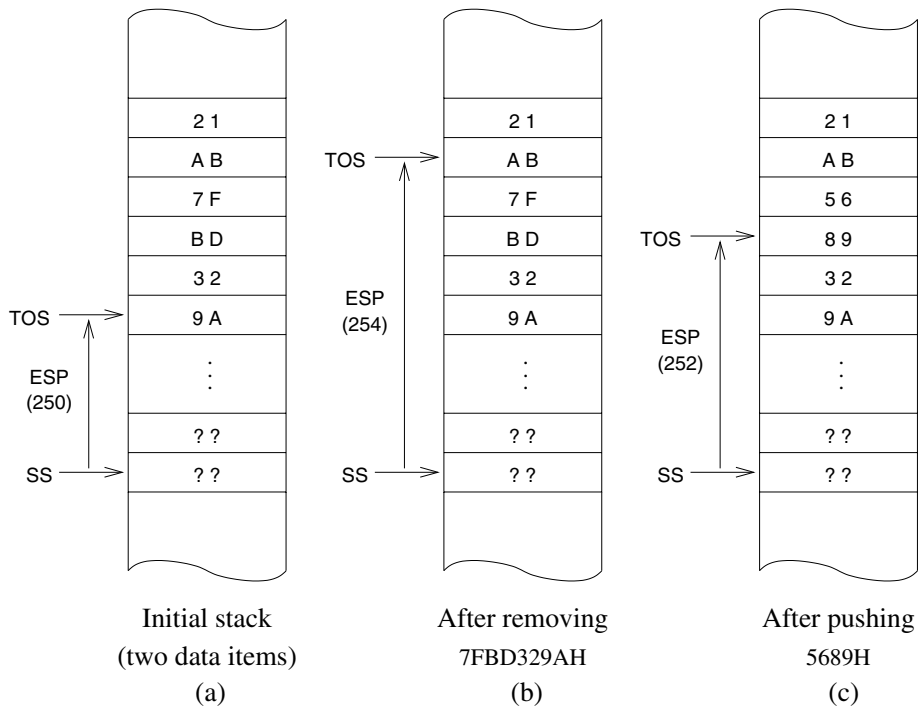 2 1
A B
7 F
B D
3 2
9 A
? ?
? ?
TOS
ESP
(250)
SS
Initial stack
(two data items)
(a)
2 1
A B
7 F
B D
3 2
9 A
? ?
? ?
TOS
ESP
(254)
SS
After removing
7FBD329AH
(b)
2 1
A B
5 6
8 9
3 2
9 A
? ?
? ?
TOS
ESP
(252)
SS
After pushing
5689H
(c)